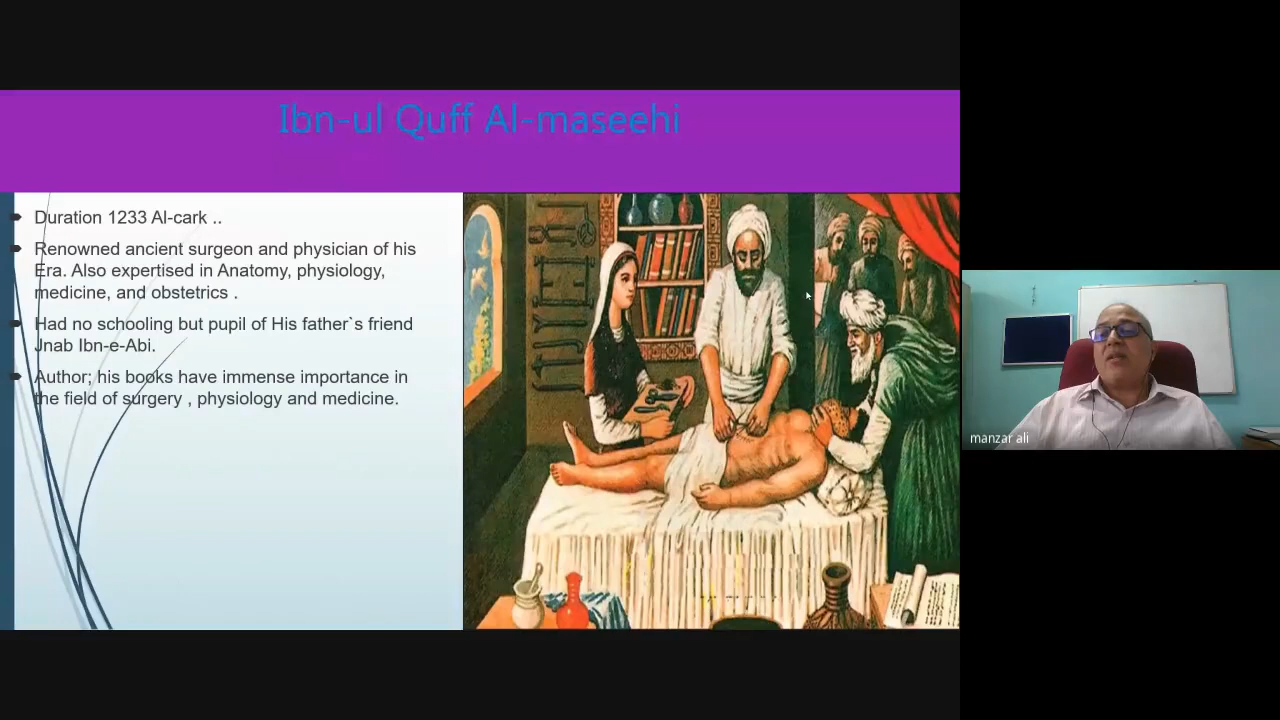 Ibn-ul Quff Al-maseehi
Duration 1233 Al-cark ..
Renowned ancient surgeon and physician of his
Era. Also expertised in Anatomy, physiology,
medicine, and obstetrics .
Had no schooling but pupil of His father`s friend
Jnab Ibn-e-Abi.
Author; his books have immense importance in
the field of surgery , physiology and medicine.
manzar ali